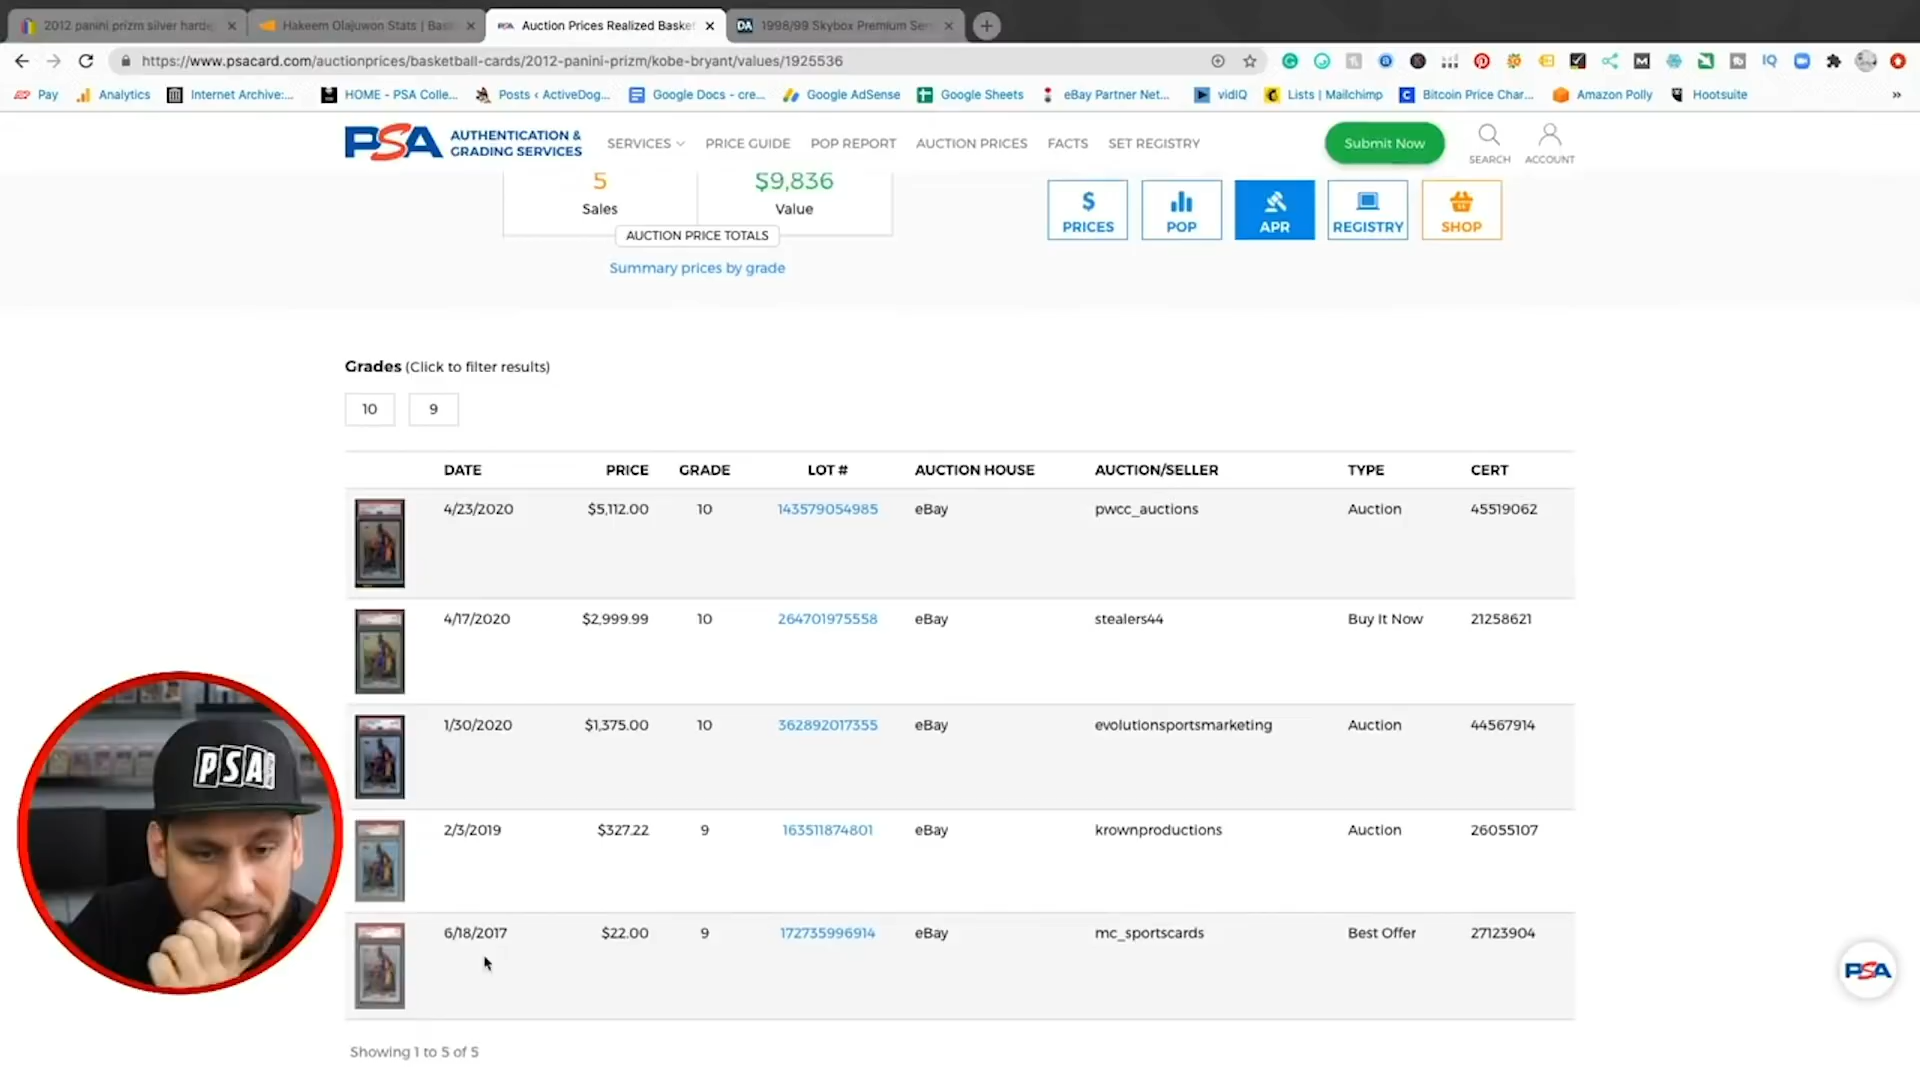 2012 panini prizm silver harde
Hakeem Olajuwon Stats | Bask
PSA Auction Prices Realized Basket
DA 1998/99 Skybox Premium Ser
https://www.psacard.com/auctionprices/basketball-cards/2012-panini-prizm/kobe-bryant/values/1925536
IQ
Pay Analytics Internet Archive:... HOME - PSA Colle... Posts ‹ ActiveDog... Google Docs - cre... Google AdSense Google Sheets eBay Partner Net... vidIQ Lists | Mailchimp Bitcoin Price Char... Amazon Polly Hootsuite »
PSA AUTHENTICATION &
GRADING SERVICES
SERVICES PRICE GUIDE POP REPORT AUCTION PRICES FACTS SET REGISTRY Submit Now SEARCH ACCOUNT
5 $9,836
Sales Value
AUCTION PRICE TOTALS
Summary prices by grade
$ PRICES POP APR REGISTRY SHOP
Grades (Click to filter results)
10 9
DATE PRICE GRADE LOT # AUCTION HOUSE AUCTION/SELLER TYPE CERT
4/23/2020 $5,112.00 10 143579054985 eBay pwcc_auctions Auction 45519062
4/17/2020 $2,999.99 10 264701975558 eBay stealers44 Buy It Now 21258621
1/30/2020 $1,375.00 10 362892017355 eBay evolutionsportsmarketing Auction 44567914
2/3/2019 $327.22 9 163511874801 eBay krownproductions Auction 26055107
6/18/2017 $22.00 9 172735996914 eBay mc_sportscards Best Offer 27123904
PSA
PSA
Showing 1 to 5 of 5